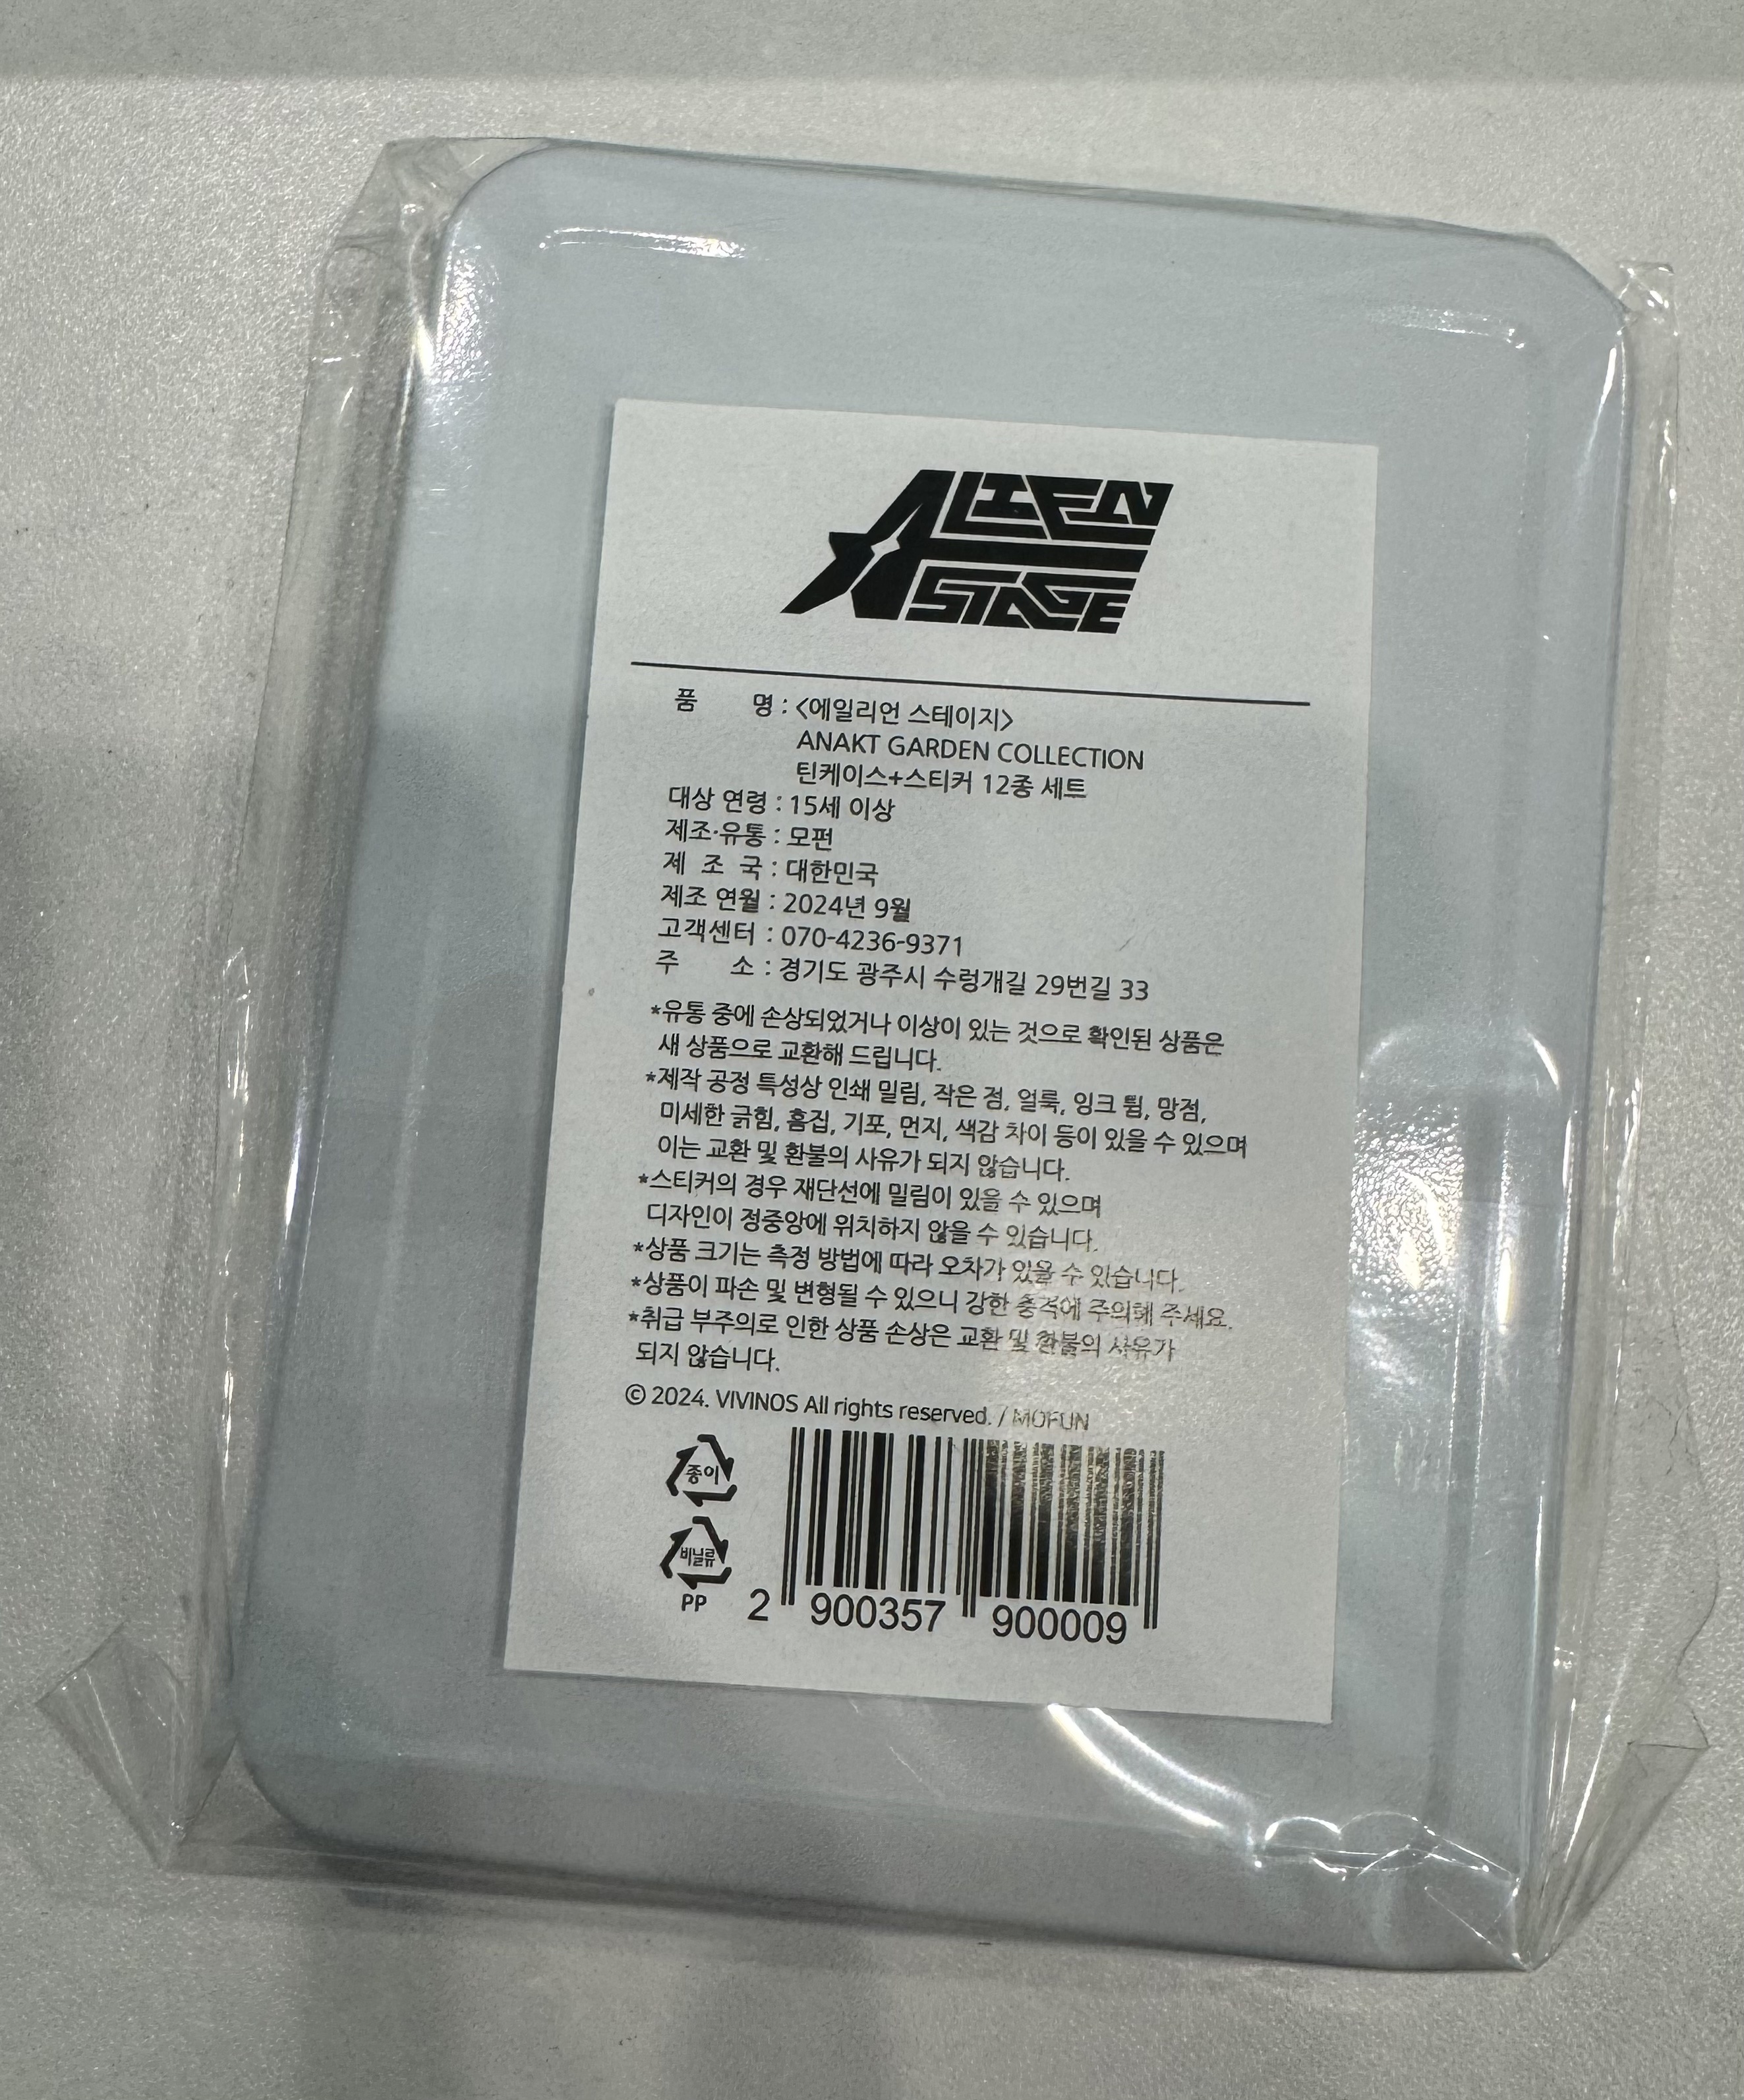 ALIEN
STAGE
품 명 : <에일리언 스테이지>
ANAKT GARDEN COLLECTION
틴케이스+스티커 12종 세트
대상 연령 : 15세 이상
제조·유통 : 모펀
제 조 국 : 대한민국
제조 연월 : 2024년 9월
고객센터 : 070-4236-9371
주 소 : 경기도 광주시 수렁개길 29번길 33
*유통 중에 손상되었거나 이상이 있는 것으로 확인된 상품은
새 상품으로 교환해 드립니다.
*제작 공정 특성상 인쇄 밀림, 작은 점, 얼룩, 잉크 튐, 망점,
미세한 긁힘, 흠집, 기포, 먼지, 색감 차이 등이 있을 수 있으며
이는 교환 및 환불의 사유가 되지 않습니다.
*스티커의 경우 재단선에 밀림이 있을 수 있으며
디자인이 정중앙에 위치하지 않을 수 있습니다.
*상품 크기는 측정 방법에 따라 오차가 있을 수 있습니다.
*상품이 파손 및 변형될 수 있으니 강한 충격에 주의해 주세요.
*취급 부주의로 인한 상품 손상은 교환 및 환불의 사유가
되지 않습니다.
© 2024. VIVINOS All rights reserved. / MOFUN
종이
비닐류
PP
2 900357 900009